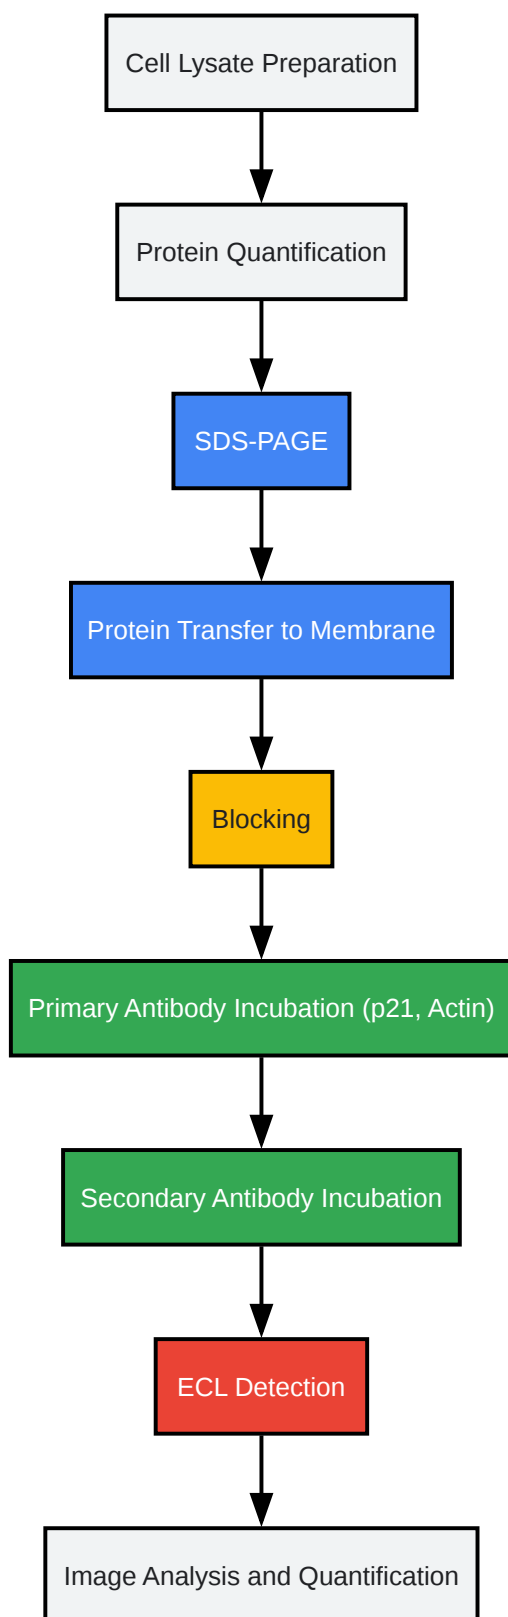 Cell Lysate Preparation
Protein Quantification
SDS-PAGE
Protein Transfer to Membrane
Blocking
Primary Antibody Incubation (p21, Actin)
Secondary Antibody Incubation
ECL Detection
Image Analysis and Quantification